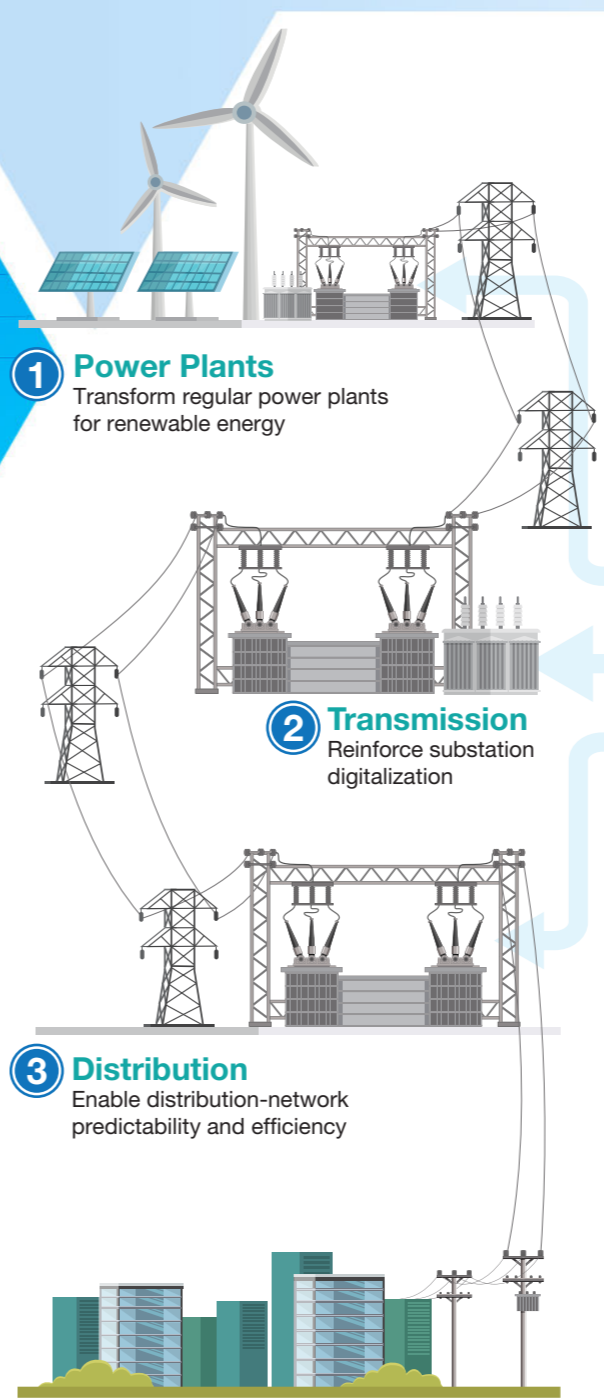 1 Power Plants
Transform regular power plants
for renewable energy
2 Transmission
Reinforce substation
digitalization
3 Distribution
Enable distribution-network
predictability and efficiency